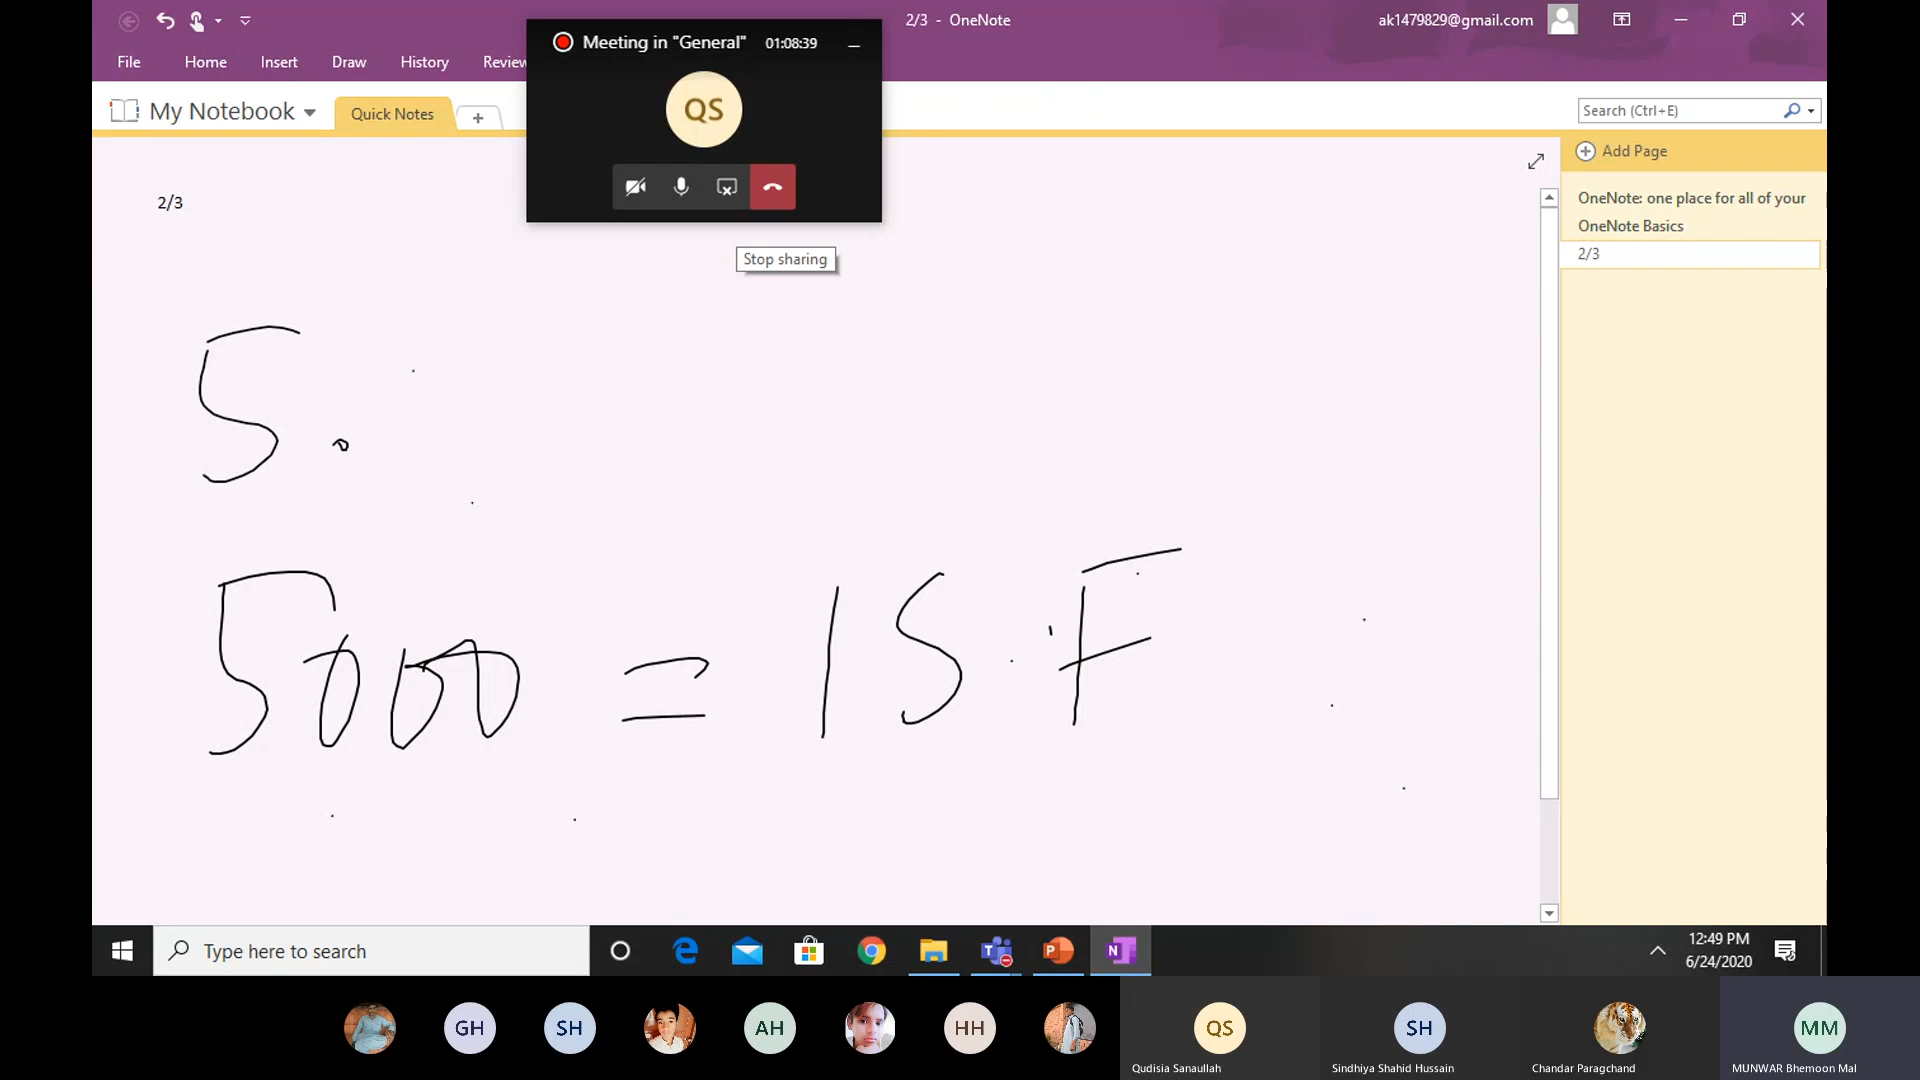 2/3 - OneNote
ak1479829@gmail.com
File Home Insert Draw History Review
Meeting in "General" 01:08:39
QS
My Notebook
Quick Notes
Search (Ctrl+E)
Add Page
OneNote: one place for all of your
OneNote Basics
2/3
2/3
Stop sharing
5.
5000 = 1 S.F
Type here to search
12:49 PM
6/24/2020
GH SH AH HH QS SH MM
Qudisia Sanaullah Sindhiya Shahid Hussain Chandar Paragchand MUNWAR Bhemoon Mal